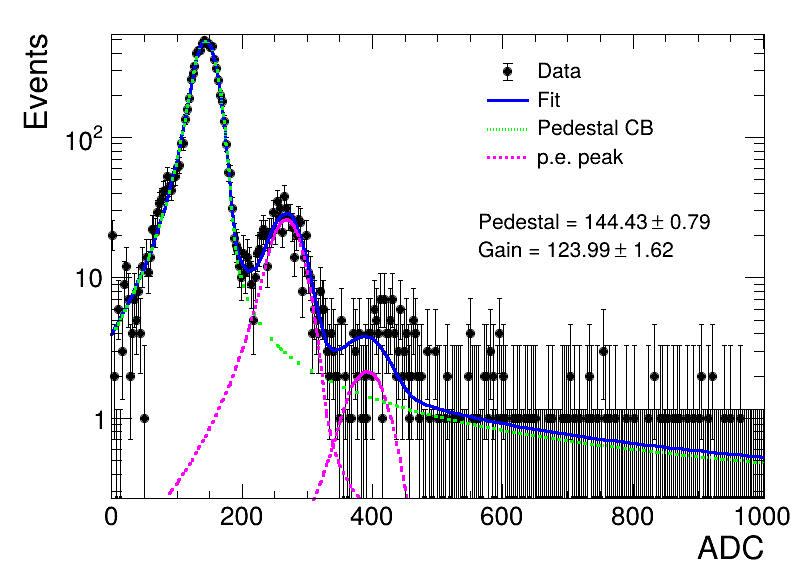 Events
10²
10
1
Data
Fit
Pedestal CB
p.e. peak
Pedestal = 144.43 ± 0.79
Gain = 123.99 ± 1.62
0 200 400 600 800 1000
ADC